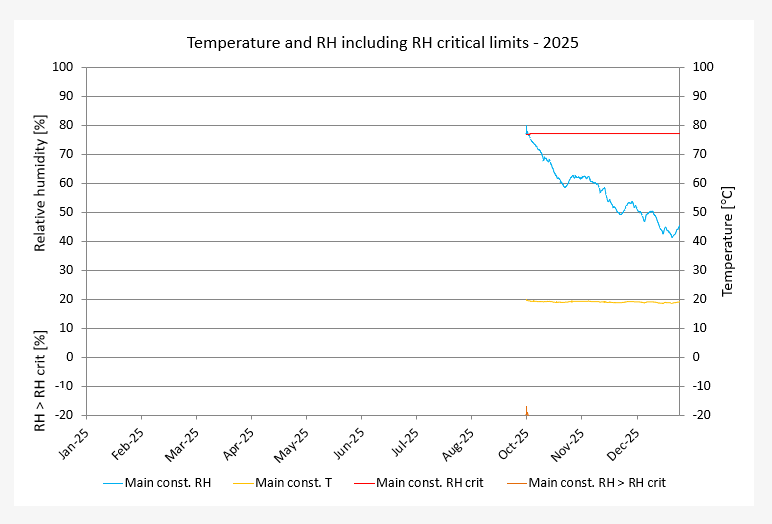 Temperature and RH including RH critical limits - 2025
Relative humidity [%]
RH > RH crit [%]
100
90
80
70
60
50
40
30
20
10
0
-10
-20
100
90
80
70
60
50
40
30
20
10
0
-10
-20
Temperature [°C]
Jan-25
Feb-25
Mar-25
Apr-25
May-25
Jun-25
Jul-25
Aug-25
Oct-25
Nov-25
Dec-25
Main const. RH
Main const. T
Main const. RH crit
Main const. RH > RH crit